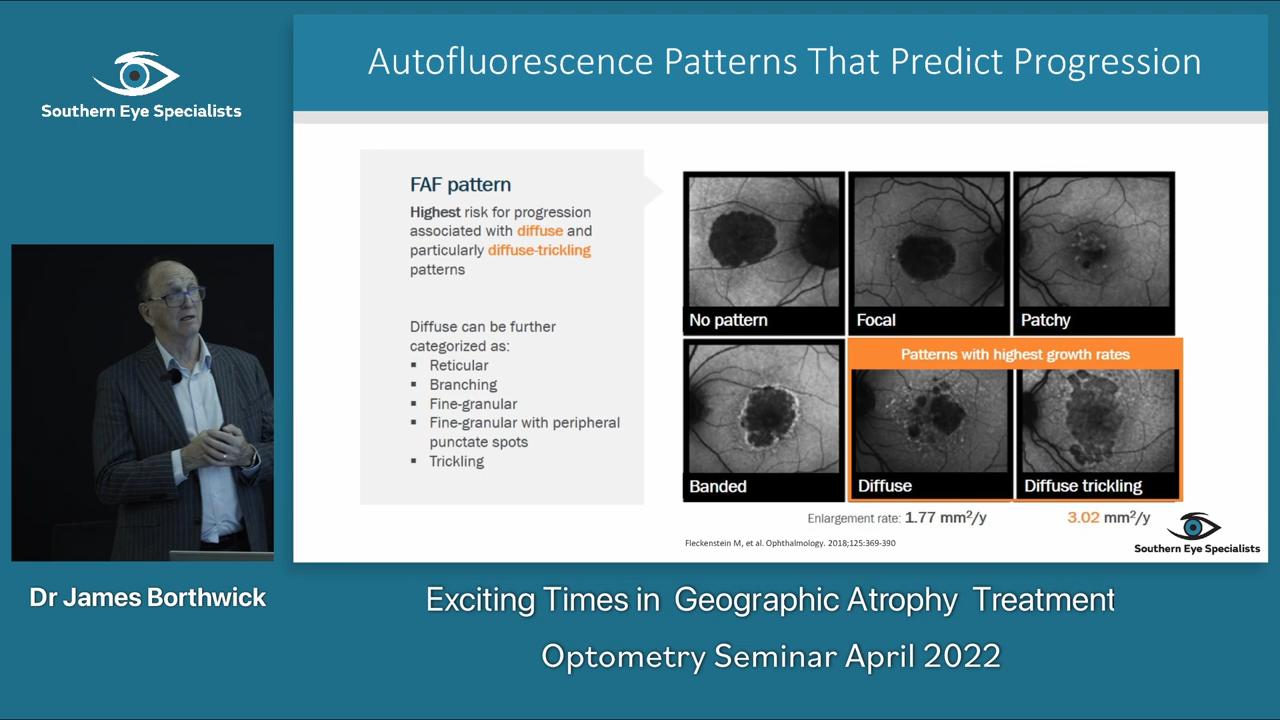 Southern Eye Specialists
Autofluorescence Patterns That Predict Progression
FAF pattern
Highest risk for progression
associated with diffuse and
particularly diffuse-trickling
patterns
Diffuse can be further
categorized as:
▪ Reticular
▪ Branching
▪ Fine-granular
▪ Fine-granular with peripheral
punctate spots
▪ Trickling
No pattern
Focal
Patchy
Patterns with highest growth rates
Banded
Diffuse
Diffuse trickling
Enlargement rate: 1.77 mm²/y
3.02 mm²/y
Fleckenstein M, et al. Ophthalmology. 2018;125:369-390
Southern Eye Specialists
Dr James Borthwick
Exciting Times in Geographic Atrophy Treatment
Optometry Seminar April 2022